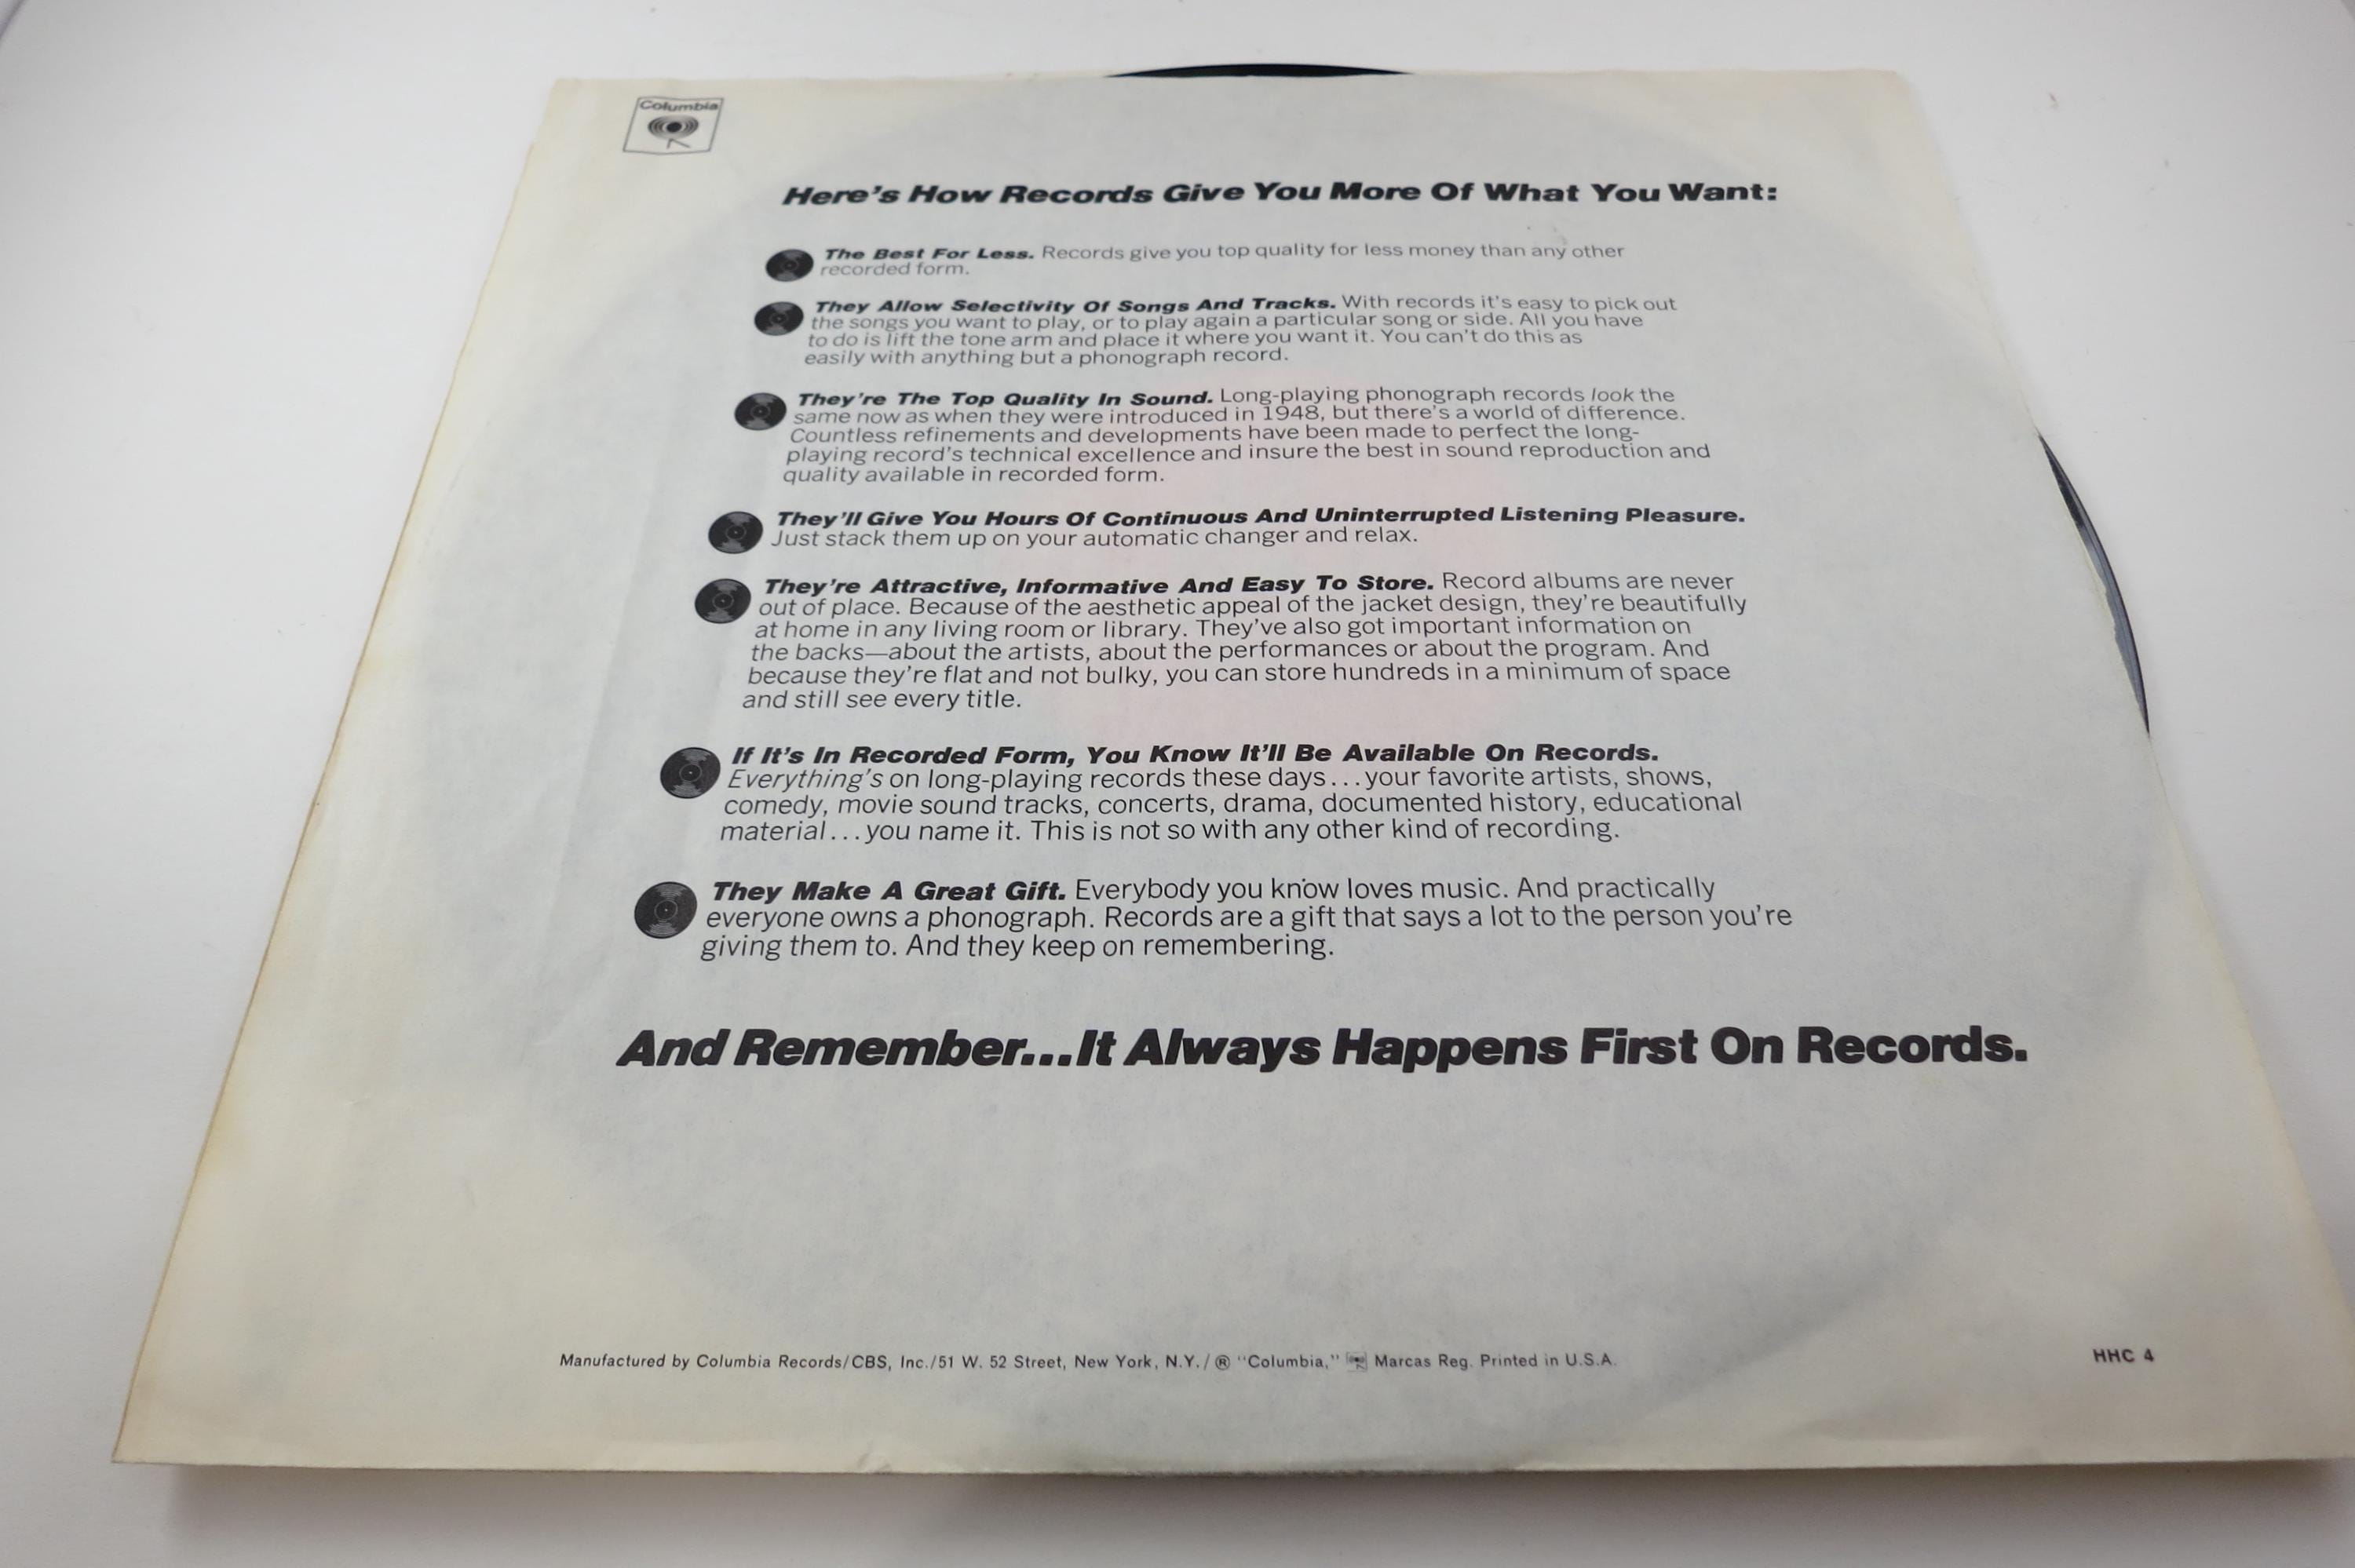 Columbia
Here's How Records Give You More Of What You Want:
The Best For Less. Records give you top quality for less money than any other
recorded form.
They Allow Selectivity Of Songs And Tracks. With records it's easy to pick out
the songs you want to play, or to play again a particular song or side. All you have
to do is lift the tone arm and place it where you want it. You can't do this as
easily with anything but a phonograph record.
They're The Top Quality In Sound. Long-playing phonograph records look the
same now as when they were introduced in 1948, but there's a world of difference.
Countless refinements and developments have been made to perfect the long-
playing record's technical excellence and insure the best in sound reproduction and
quality available in recorded form.
They'll Give You Hours Of Continuous And Uninterrupted Listening Pleasure.
Just stack them up on your automatic changer and relax.
They're Attractive, Informative And Easy To Store. Record albums are never
out of place. Because of the aesthetic appeal of the jacket design, they're beautifully
at home in any living room or library. They've also got important information on
the backs—about the artists, about the performances or about the program. And
because they're flat and not bulky, you can store hundreds in a minimum of space
and still see every title.
If It's In Recorded Form, You Know It'll Be Available On Records.
Everything's on long-playing records these days...your favorite artists, shows,
comedy, movie sound tracks, concerts, drama, documented history, educational
material...you name it. This is not so with any other kind of recording.
They Make A Great Gift. Everybody you know loves music. And practically
everyone owns a phonograph. Records are a gift that says a lot to the person you're
giving them to. And they keep on remembering.
And Remember...It Always Happens First On Records.
Manufactured by Columbia Records/CBS, Inc./51 W. 52 Street, New York, N.Y./ ® "Columbia," Marcas Reg. Printed in U.S.A.
HHC 4